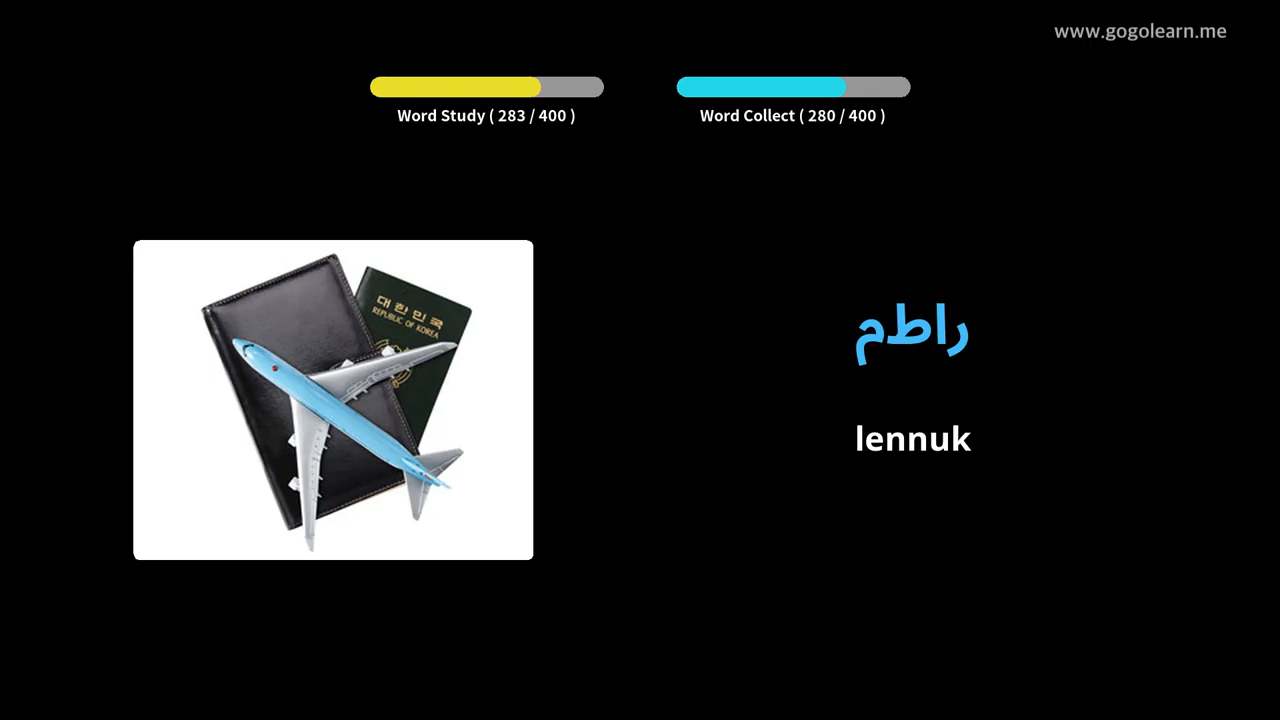 www.gogolearn.me
Word Study ( 283 / 400 )
Word Collect ( 280 / 400 )
대한민국
REPUBLIC OF KOREA
راطم
lennuk